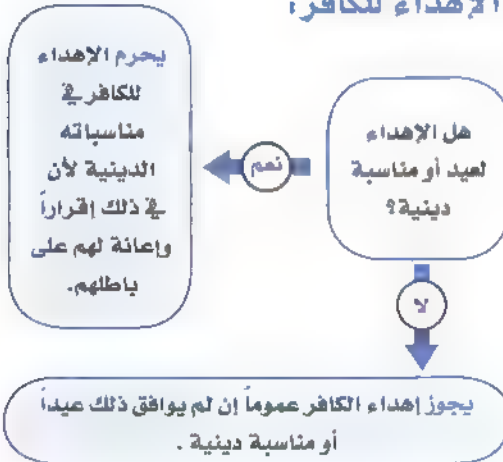 الإهداء للكافر:
هل الإهداء
لعيد أو مناسبة
دينية؟
نعم
يحرم الإهداء
للكافر في
مناسباته
الدينية لأن
في ذلك إقراراً
وإعانة لهم على
باطلهم.
لا
يجوز إهداء الكافر عموماً إن لم يوافق ذلك عيداً
أو مناسبة دينية .